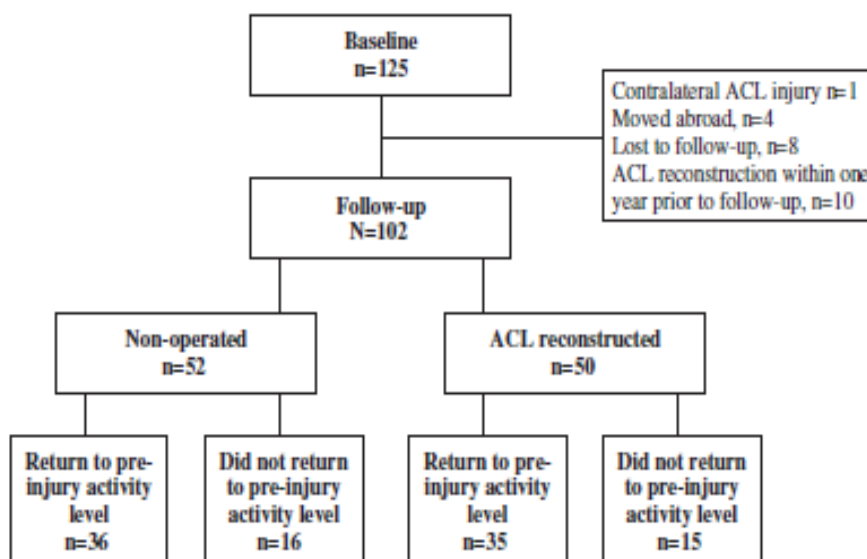 Baseline
n=125
Contralateral ACL injury n=1
Moved abroad, n=4
Lost to follow-up, n=8
ACL reconstruction within one
year prior to follow-up, n=10
Follow-up
N=102
Non-operated
n=52
ACL reconstructed
n=50
Return to pre-
injury activity
level
n=36
Did not return
to pre-injury
activity level
n=16
Return to pre-
injury activity
level
n=35
Did not return
to pre-injury
activity level
n=15